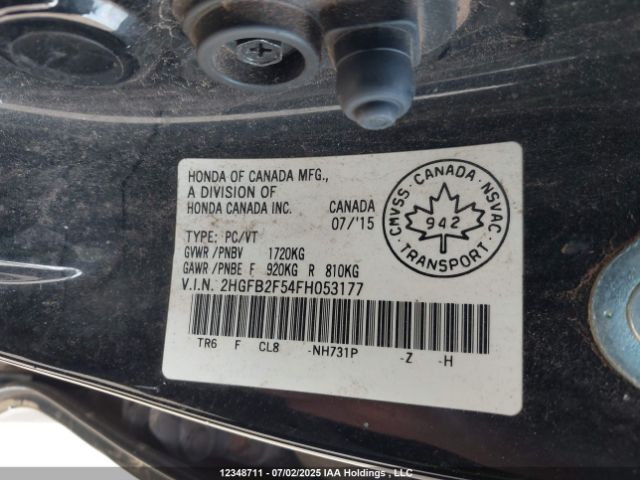 HONDA OF CANADA MFG.,
A DIVISION OF
HONDA CANADA INC. CANADA
07/'15
TYPE: PC/VT
GVWR /PNBV 1720KG
GAWR /PNBE F 920KG R 810KG
V.I.N. 2HGFB2F54FH053177
TR6 F CL8 -NH731P -Z -H
CMVSS · CANADA · NSVAC
942
TRANSPORT
12348711 - 07/02/2025 IAA Holdings , LLC